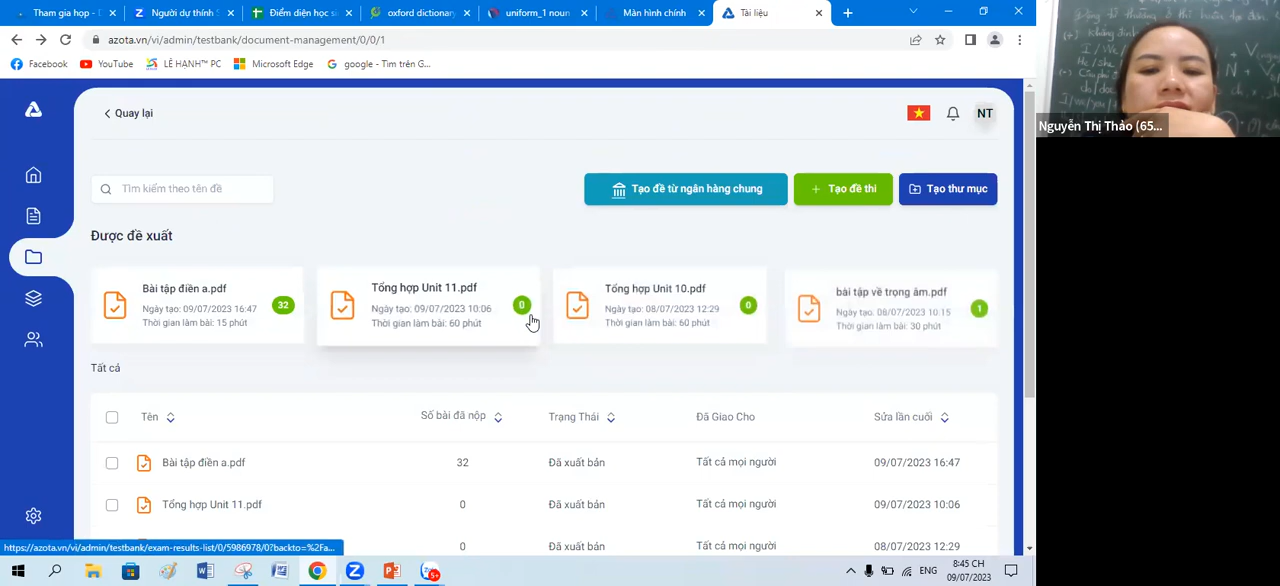 Tham gia họp -
Người dự thính
Điểm diện học si
oxford dictionary
uniform_1 noun
Màn hình chính
Tài liệu
azota.vn/vi/admin/testbank/document-management/0/0/1
Facebook
YouTube
LÊ HẠNH™ PC
Microsoft Edge
google - Tìm trên G...
Quay lại
NT
Tìm kiếm theo tên đề
Tạo đề từ ngân hàng chung
+ Tạo đề thi
Tạo thư mục
Được đề xuất
Bài tập điền a.pdf
Ngày tạo: 09/07/2023 16:47
Thời gian làm bài: 15 phút
32
Tổng hợp Unit 11.pdf
Ngày tạo: 09/07/2023 10:06
Thời gian làm bài: 60 phút
0
Tổng hợp Unit 10.pdf
Ngày tạo: 08/07/2023 12:29
Thời gian làm bài: 60 phút
0
bài tập về trọng âm.pdf
Ngày tạo: 08/07/2023 10:15
Thời gian làm bài: 30 phút
1
Tất cả
Tên Số bài đã nộp Trạng Thái Đã Giao Cho Sửa lần cuối
Bài tập điền a.pdf 32 Đã xuất bản Tất cả mọi người 09/07/2023 16:47
Tổng hợp Unit 11.pdf 0 Đã xuất bản Tất cả mọi người 09/07/2023 10:06
0 Đã xuất bản Tất cả mọi người 08/07/2023 12:29
https://azota.vn/vi/admin/testbank/exam-results-list/0/5986978/0?backto=%2Fa...
5+
ENG
8:45 CH
09/07/2023
Nguyễn Thị Thảo (65...
I/We/
He/she
N + V